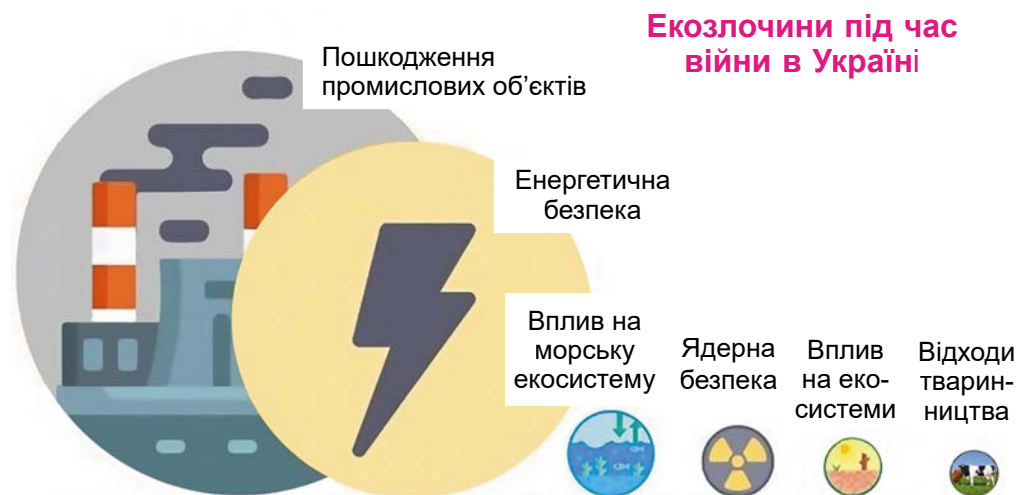 Екозлочини під час
війни в Україні
Пошкодження
промислових об’єктів
Енергетична
безпека
Вплив на
морську
екосистему
Ядерна
безпека
Вплив
на еко-
системи
Відходи
тварин-
ництва